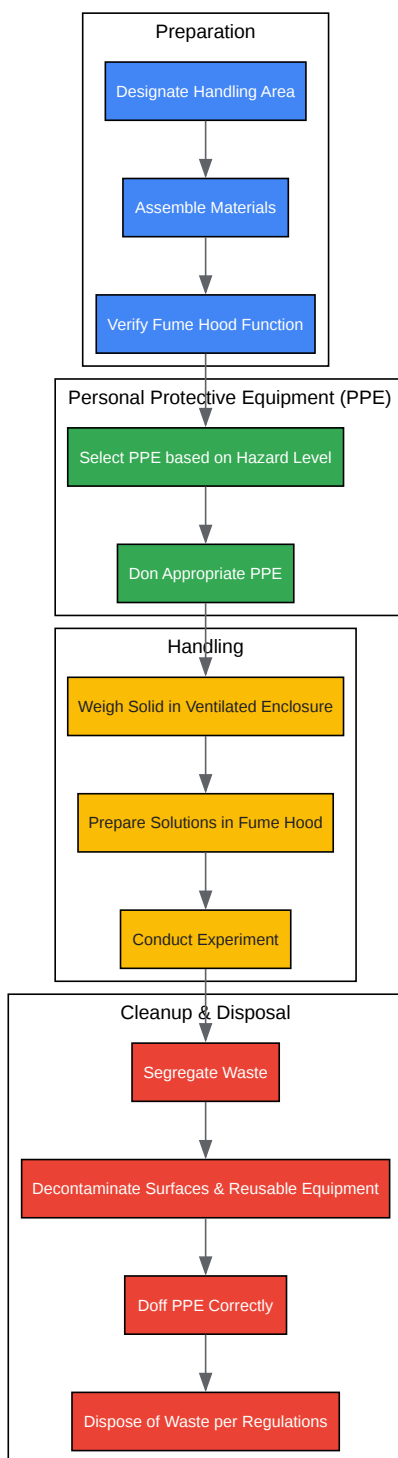 Preparation
Designate Handling Area
Assemble Materials
Verify Fume Hood Function
Personal Protective Equipment (PPE)
Select PPE based on Hazard Level
Don Appropriate PPE
Handling
Weigh Solid in Ventilated Enclosure
Prepare Solutions in Fume Hood
Conduct Experiment
Cleanup & Disposal
Segregate Waste
Decontaminate Surfaces & Reusable Equipment
Doff PPE Correctly
Dispose of Waste per Regulations